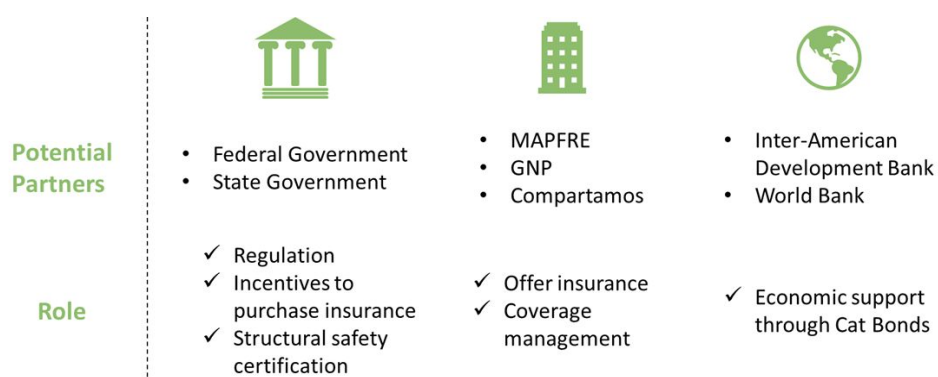 Potential
Partners
• Federal Government
• State Government
• MAPFRE
• GNP
• Compartamos
• Inter-American
Development Bank
• World Bank
Role
✓ Regulation
✓ Incentives to
purchase insurance
✓ Structural safety
certification
✓ Offer insurance
✓ Coverage
management
✓ Economic support
through Cat Bonds